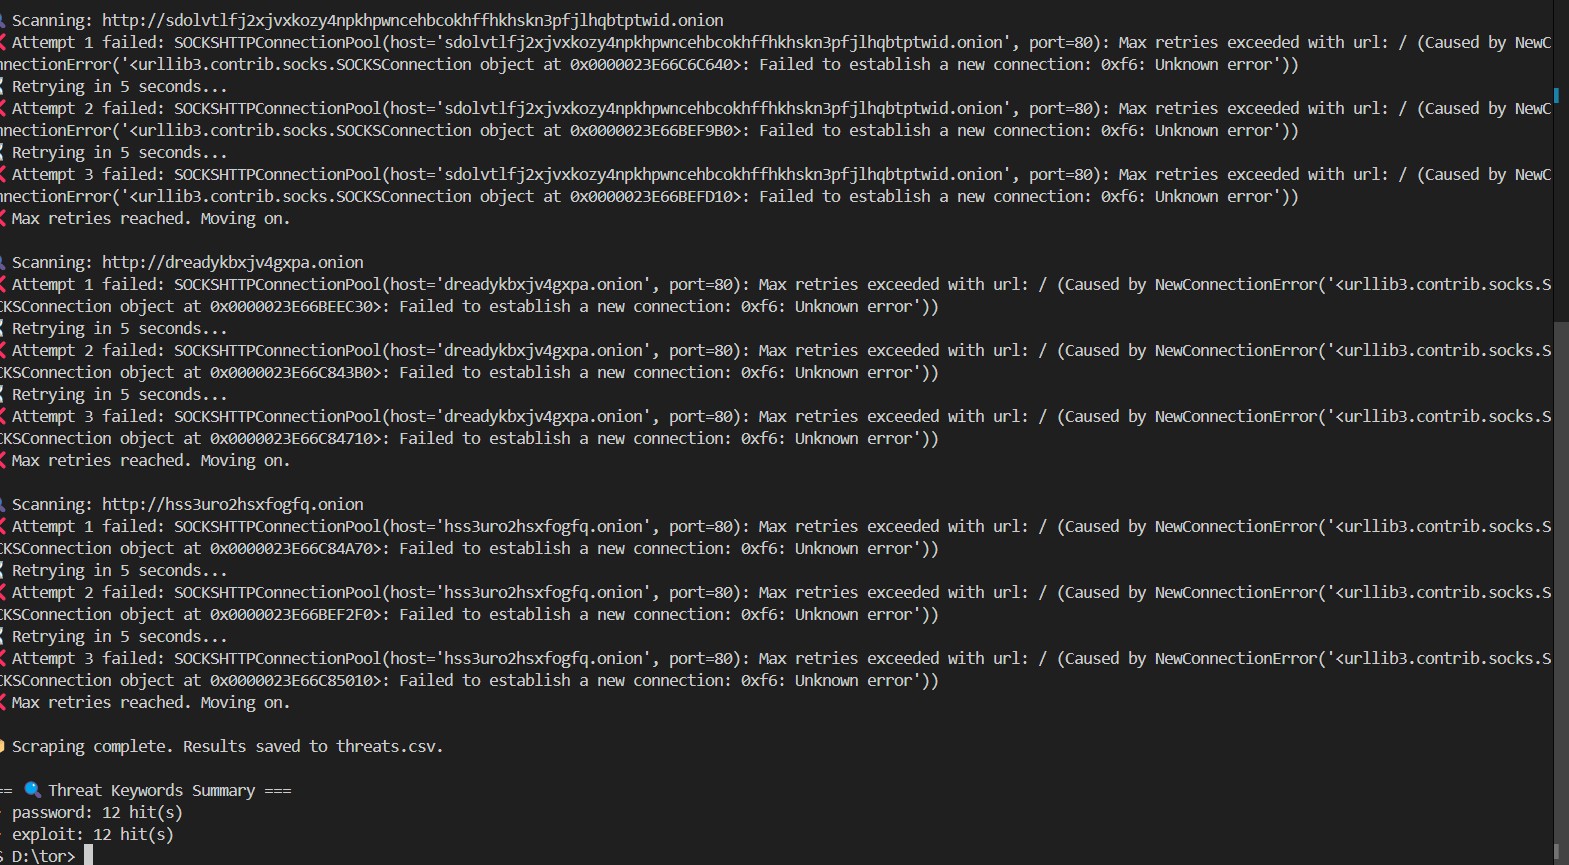 Scanning: http://sdolvtlfj2xjvxkozy4npkhpwncehbcokhffhkhskn3pfjlhqbtptwid.onion
❌ Attempt 1 failed: SOCKSHTTPConnectionPool(host='sdolvtlfj2xjvxkozy4npkhpwncehbcokhffhkhskn3pfjlhqbtptwid.onion', port=80): Max retries exceeded with url: / (Caused by NewC
nnectionError('<urllib3.contrib.socks.SOCKSConnection object at 0x0000023E66C6C640>: Failed to establish a new connection: 0xf6: Unknown error'))
Retrying in 5 seconds...
❌ Attempt 2 failed: SOCKSHTTPConnectionPool(host='sdolvtlfj2xjvxkozy4npkhpwncehbcokhffhkhskn3pfjlhqbtptwid.onion', port=80): Max retries exceeded with url: / (Caused by NewC
nnectionError('<urllib3.contrib.socks.SOCKSConnection object at 0x0000023E66BEF9B0>: Failed to establish a new connection: 0xf6: Unknown error'))
Retrying in 5 seconds...
❌ Attempt 3 failed: SOCKSHTTPConnectionPool(host='sdolvtlfj2xjvxkozy4npkhpwncehbcokhffhkhskn3pfjlhqbtptwid.onion', port=80): Max retries exceeded with url: / (Caused by NewC
nnectionError('<urllib3.contrib.socks.SOCKSConnection object at 0x0000023E66BEFD10>: Failed to establish a new connection: 0xf6: Unknown error'))
❌ Max retries reached. Moving on.
Scanning: http://dreadykbxjv4gxpa.onion
❌ Attempt 1 failed: SOCKSHTTPConnectionPool(host='dreadykbxjv4gxpa.onion', port=80): Max retries exceeded with url: / (Caused by NewConnectionError('<urllib3.contrib.socks.S
CKSConnection object at 0x0000023E66BEEC30>: Failed to establish a new connection: 0xf6: Unknown error'))
Retrying in 5 seconds...
❌ Attempt 2 failed: SOCKSHTTPConnectionPool(host='dreadykbxjv4gxpa.onion', port=80): Max retries exceeded with url: / (Caused by NewConnectionError('<urllib3.contrib.socks.S
CKSConnection object at 0x0000023E66C843B0>: Failed to establish a new connection: 0xf6: Unknown error'))
Retrying in 5 seconds...
❌ Attempt 3 failed: SOCKSHTTPConnectionPool(host='dreadykbxjv4gxpa.onion', port=80): Max retries exceeded with url: / (Caused by NewConnectionError('<urllib3.contrib.socks.S
CKSConnection object at 0x0000023E66C84710>: Failed to establish a new connection: 0xf6: Unknown error'))
❌ Max retries reached. Moving on.
Scanning: http://hss3uro2hsxfogfq.onion
❌ Attempt 1 failed: SOCKSHTTPConnectionPool(host='hss3uro2hsxfogfq.onion', port=80): Max retries exceeded with url: / (Caused by NewConnectionError('<urllib3.contrib.socks.S
CKSConnection object at 0x0000023E66C84A70>: Failed to establish a new connection: 0xf6: Unknown error'))
Retrying in 5 seconds...
❌ Attempt 2 failed: SOCKSHTTPConnectionPool(host='hss3uro2hsxfogfq.onion', port=80): Max retries exceeded with url: / (Caused by NewConnectionError('<urllib3.contrib.socks.S
CKSConnection object at 0x0000023E66BEF2F0>: Failed to establish a new connection: 0xf6: Unknown error'))
Retrying in 5 seconds...
❌ Attempt 3 failed: SOCKSHTTPConnectionPool(host='hss3uro2hsxfogfq.onion', port=80): Max retries exceeded with url: / (Caused by NewConnectionError('<urllib3.contrib.socks.S
CKSConnection object at 0x0000023E66C85010>: Failed to establish a new connection: 0xf6: Unknown error'))
❌ Max retries reached. Moving on.
Scraping complete. Results saved to threats.csv.
== 🔍 Threat Keywords Summary ===
password: 12 hit(s)
exploit: 12 hit(s)
S D:\tor>